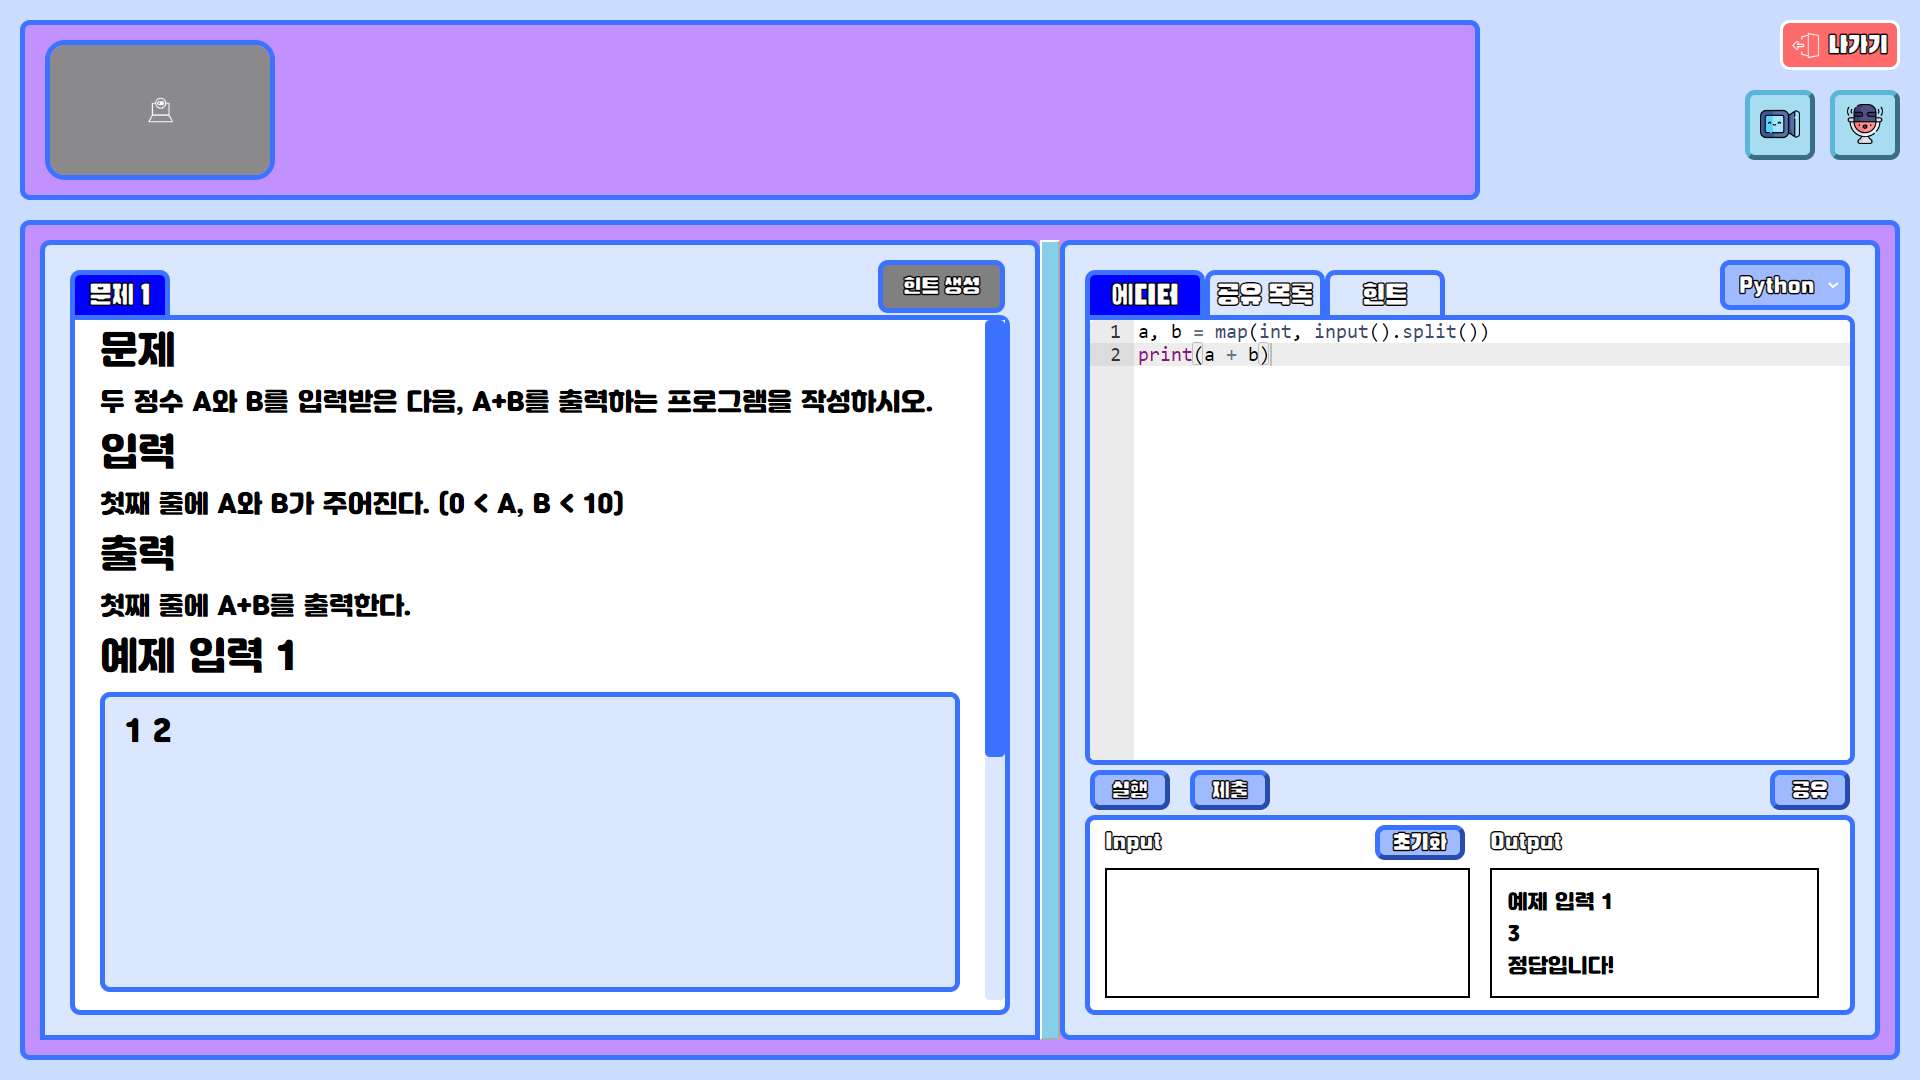 나가기
문제 1
힌트 생성
문제
두 정수 A와 B를 입력받은 다음, A+B를 출력하는 프로그램을 작성하시오.
입력
첫째 줄에 A와 B가 주어진다. (0 < A, B < 10)
출력
첫째 줄에 A+B를 출력한다.
예제 입력 1
1 2
에디터
공유 목록
힌트
Python
1 a, b = map(int, input().split())
2 print(a + b)
실행
제출
공유
Input
초기화
Output
예제 입력 1
3
정답입니다!